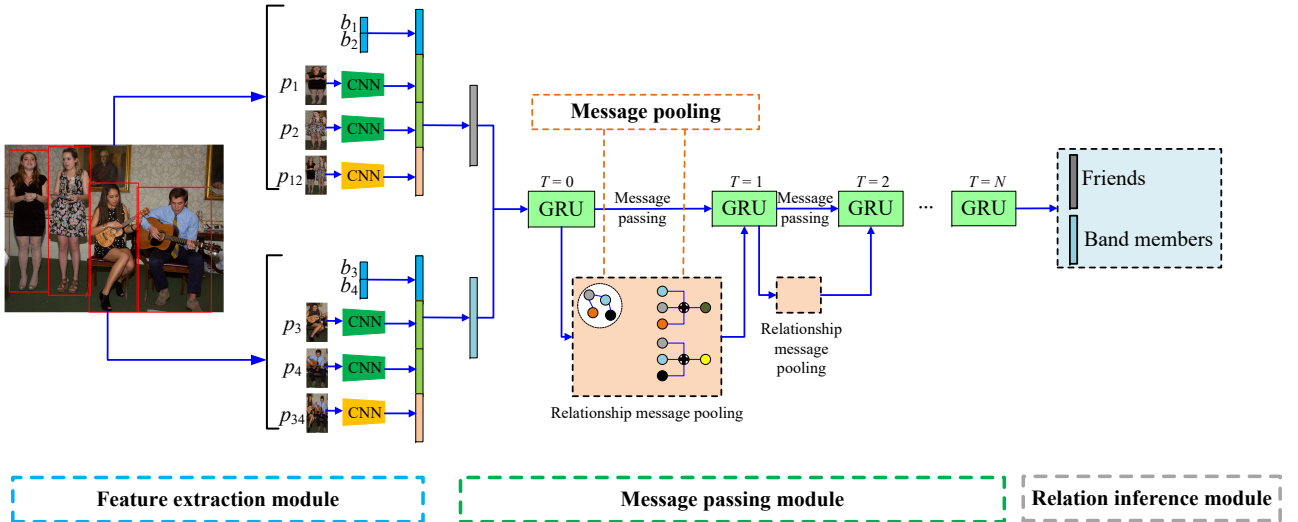 b1
b2
p1
CNN
p2
CNN
p12
CNN
b3
b4
p3
CNN
p4
CNN
p34
CNN
Message pooling
T = 0
GRU
Message
passing
T = 1
GRU
Message
passing
T = 2
GRU
...
T = N
GRU
Relationship message pooling
Relationship
message
pooling
Friends
Band members
Feature extraction module
Message passing module
Relation inference module